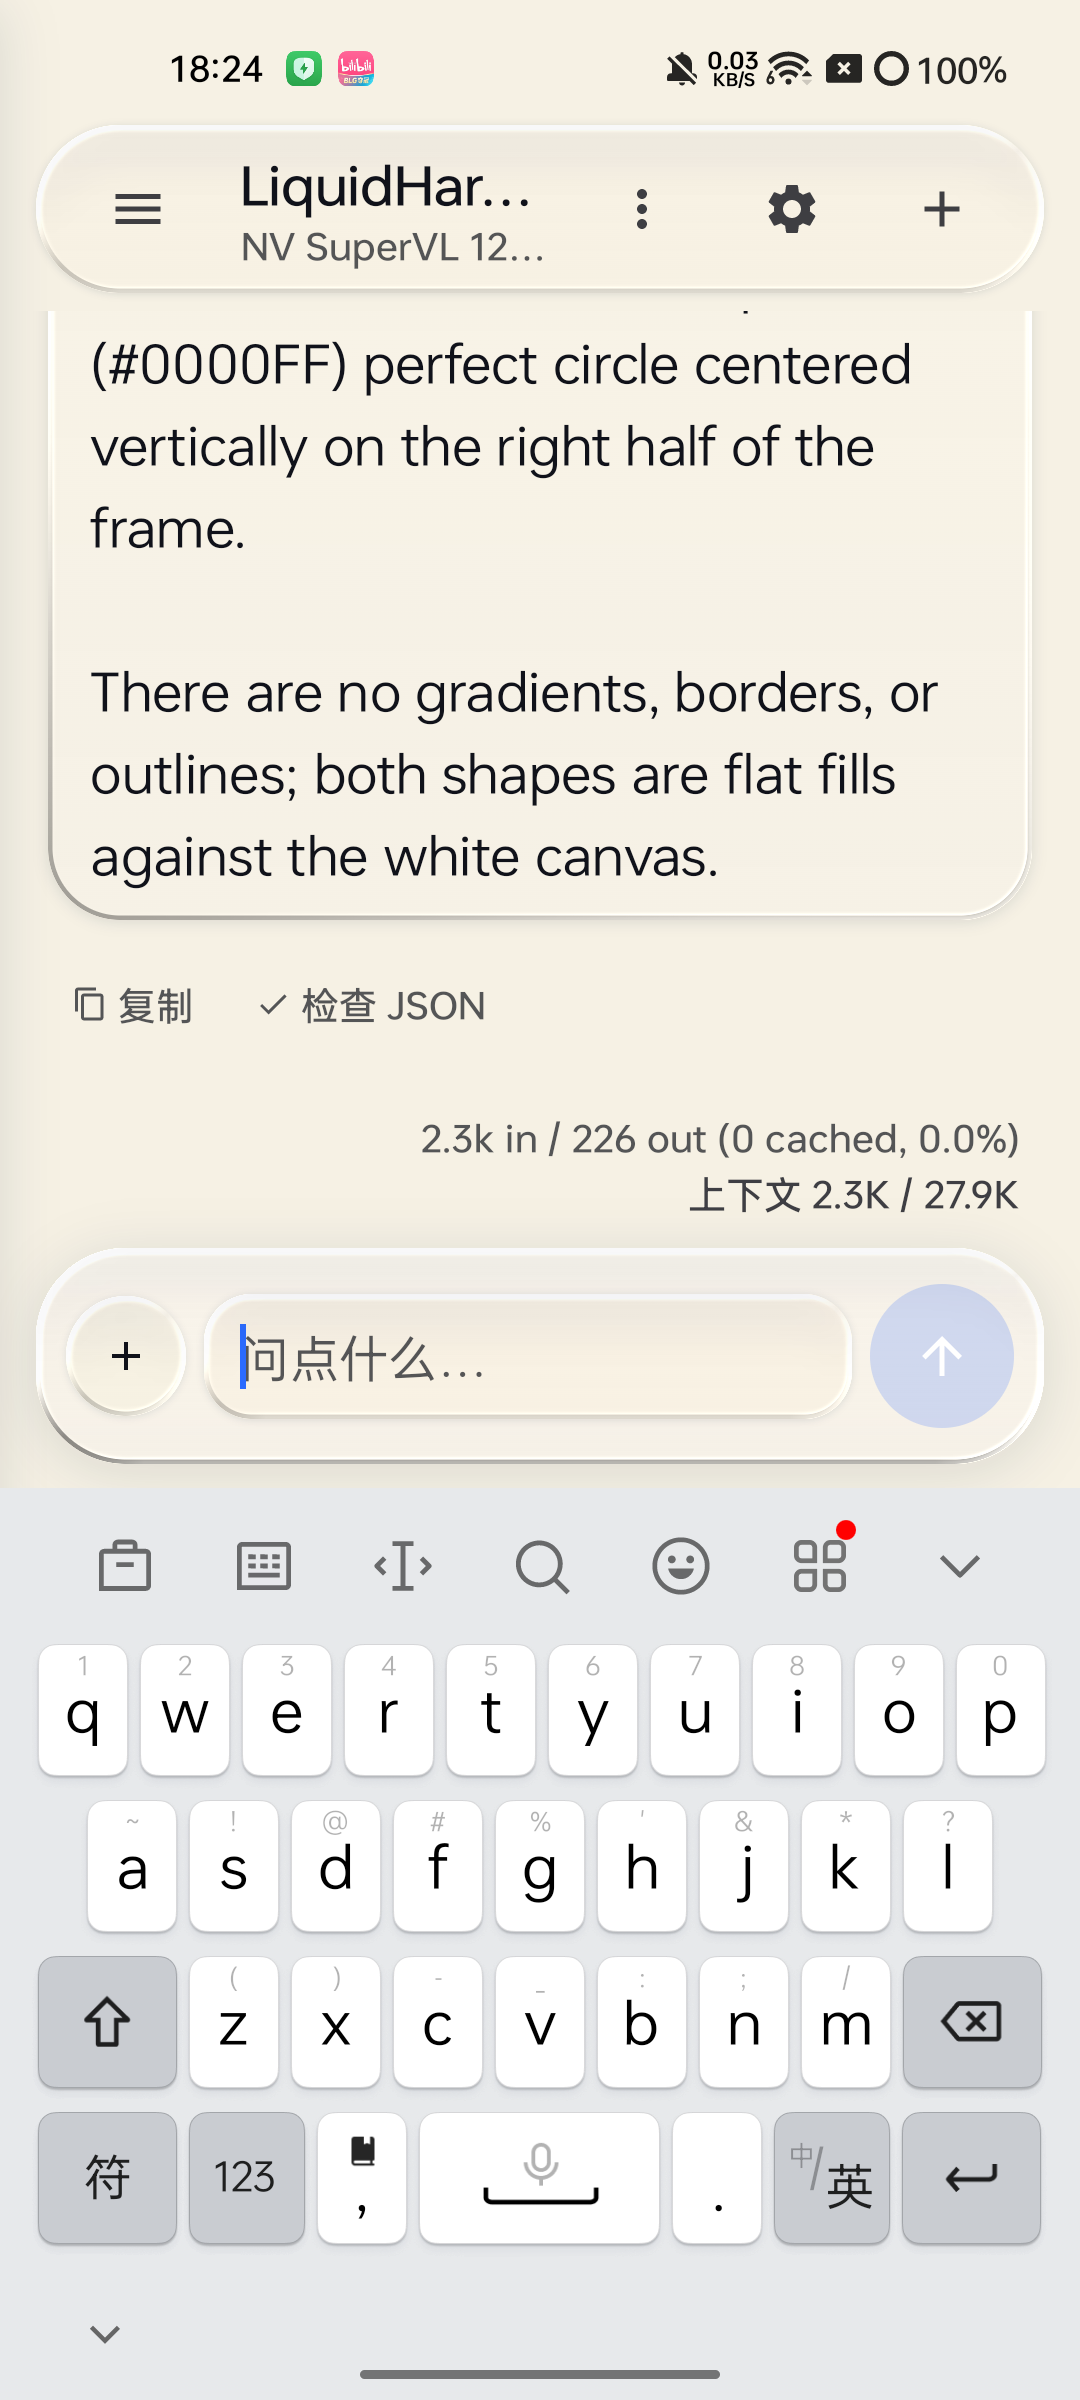 18:24
0.03
KB/S
6
100%
LiquidHar...
NV SuperVL 12...
(#0000FF) perfect circle centered
vertically on the right half of the
frame.
There are no gradients, borders, or
outlines; both shapes are flat fills
against the white canvas.
复制
检查 JSON
2.3k in / 226 out (0 cached, 0.0%)
上下文 2.3K / 27.9K
问点什么...
1 2 3 4 5 6 7 8 9 0
q w e r t y u i o p
~ ! @ # % ' & * ?
a s d f g h j k l
( ) - _ : ; /
z x c v b n m
符 123 , . 中/英